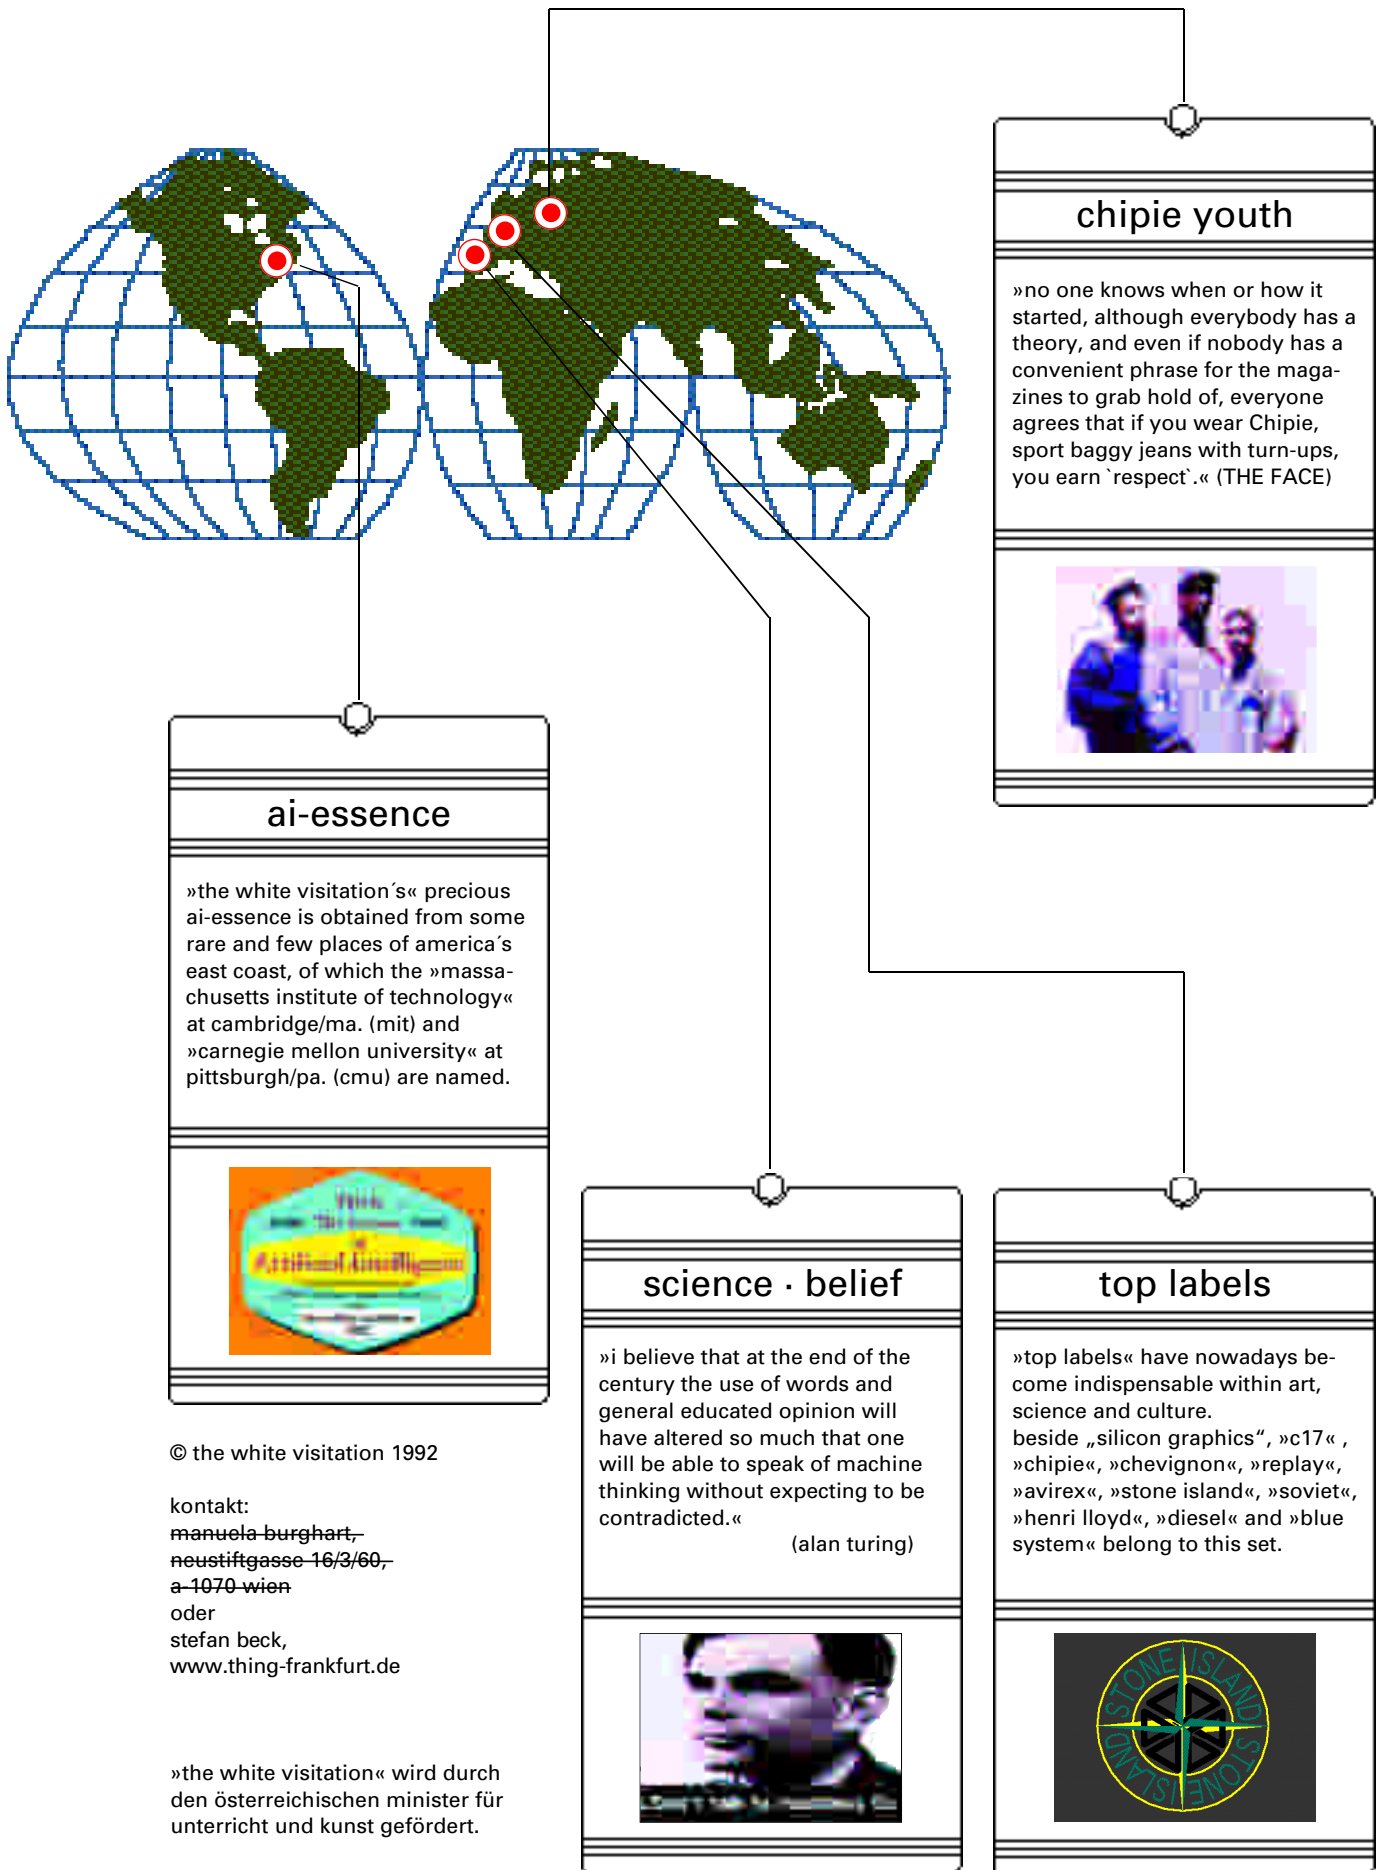 chipie youth
»no one knows when or how it
started, although everybody has a
theory, and even if nobody has a
convenient phrase for the maga-
zines to grab hold of, everyone
agrees that if you wear Chipie,
sport baggy jeans with turn-ups,
you earn `respect`.« (THE FACE)
ai-essence
»the white visitation´s« precious
ai-essence is obtained from some
rare and few places of america´s
east coast, of which the »massa-
chusetts institute of technology«
at cambridge/ma. (mit) and
»carnegie mellon university« at
pittsburgh/pa. (cmu) are named.
Artificial Intelligence
© the white visitation 1992
kontakt:
manuela burghart,
neustiftgasse 16/3/60,
a-1070 wien
oder
stefan beck,
www.thing-frankfurt.de
»the white visitation« wird durch
den österreichischen minister für
unterricht und kunst gefördert.
science · belief
»i believe that at the end of the
century the use of words and
general educated opinion will
have altered so much that one
will be able to speak of machine
thinking without expecting to be
contradicted.«
(alan turing)
top labels
»top labels« have nowadays be-
come indispensable within art,
science and culture.
beside „silicon graphics“, »c17« ,
»chipie«, »chevignon«, »replay«,
»avirex«, »stone island«, »soviet«,
»henri lloyd«, »diesel« and »blue
system« belong to this set.
STONE ISLAND
STONE ISLAND